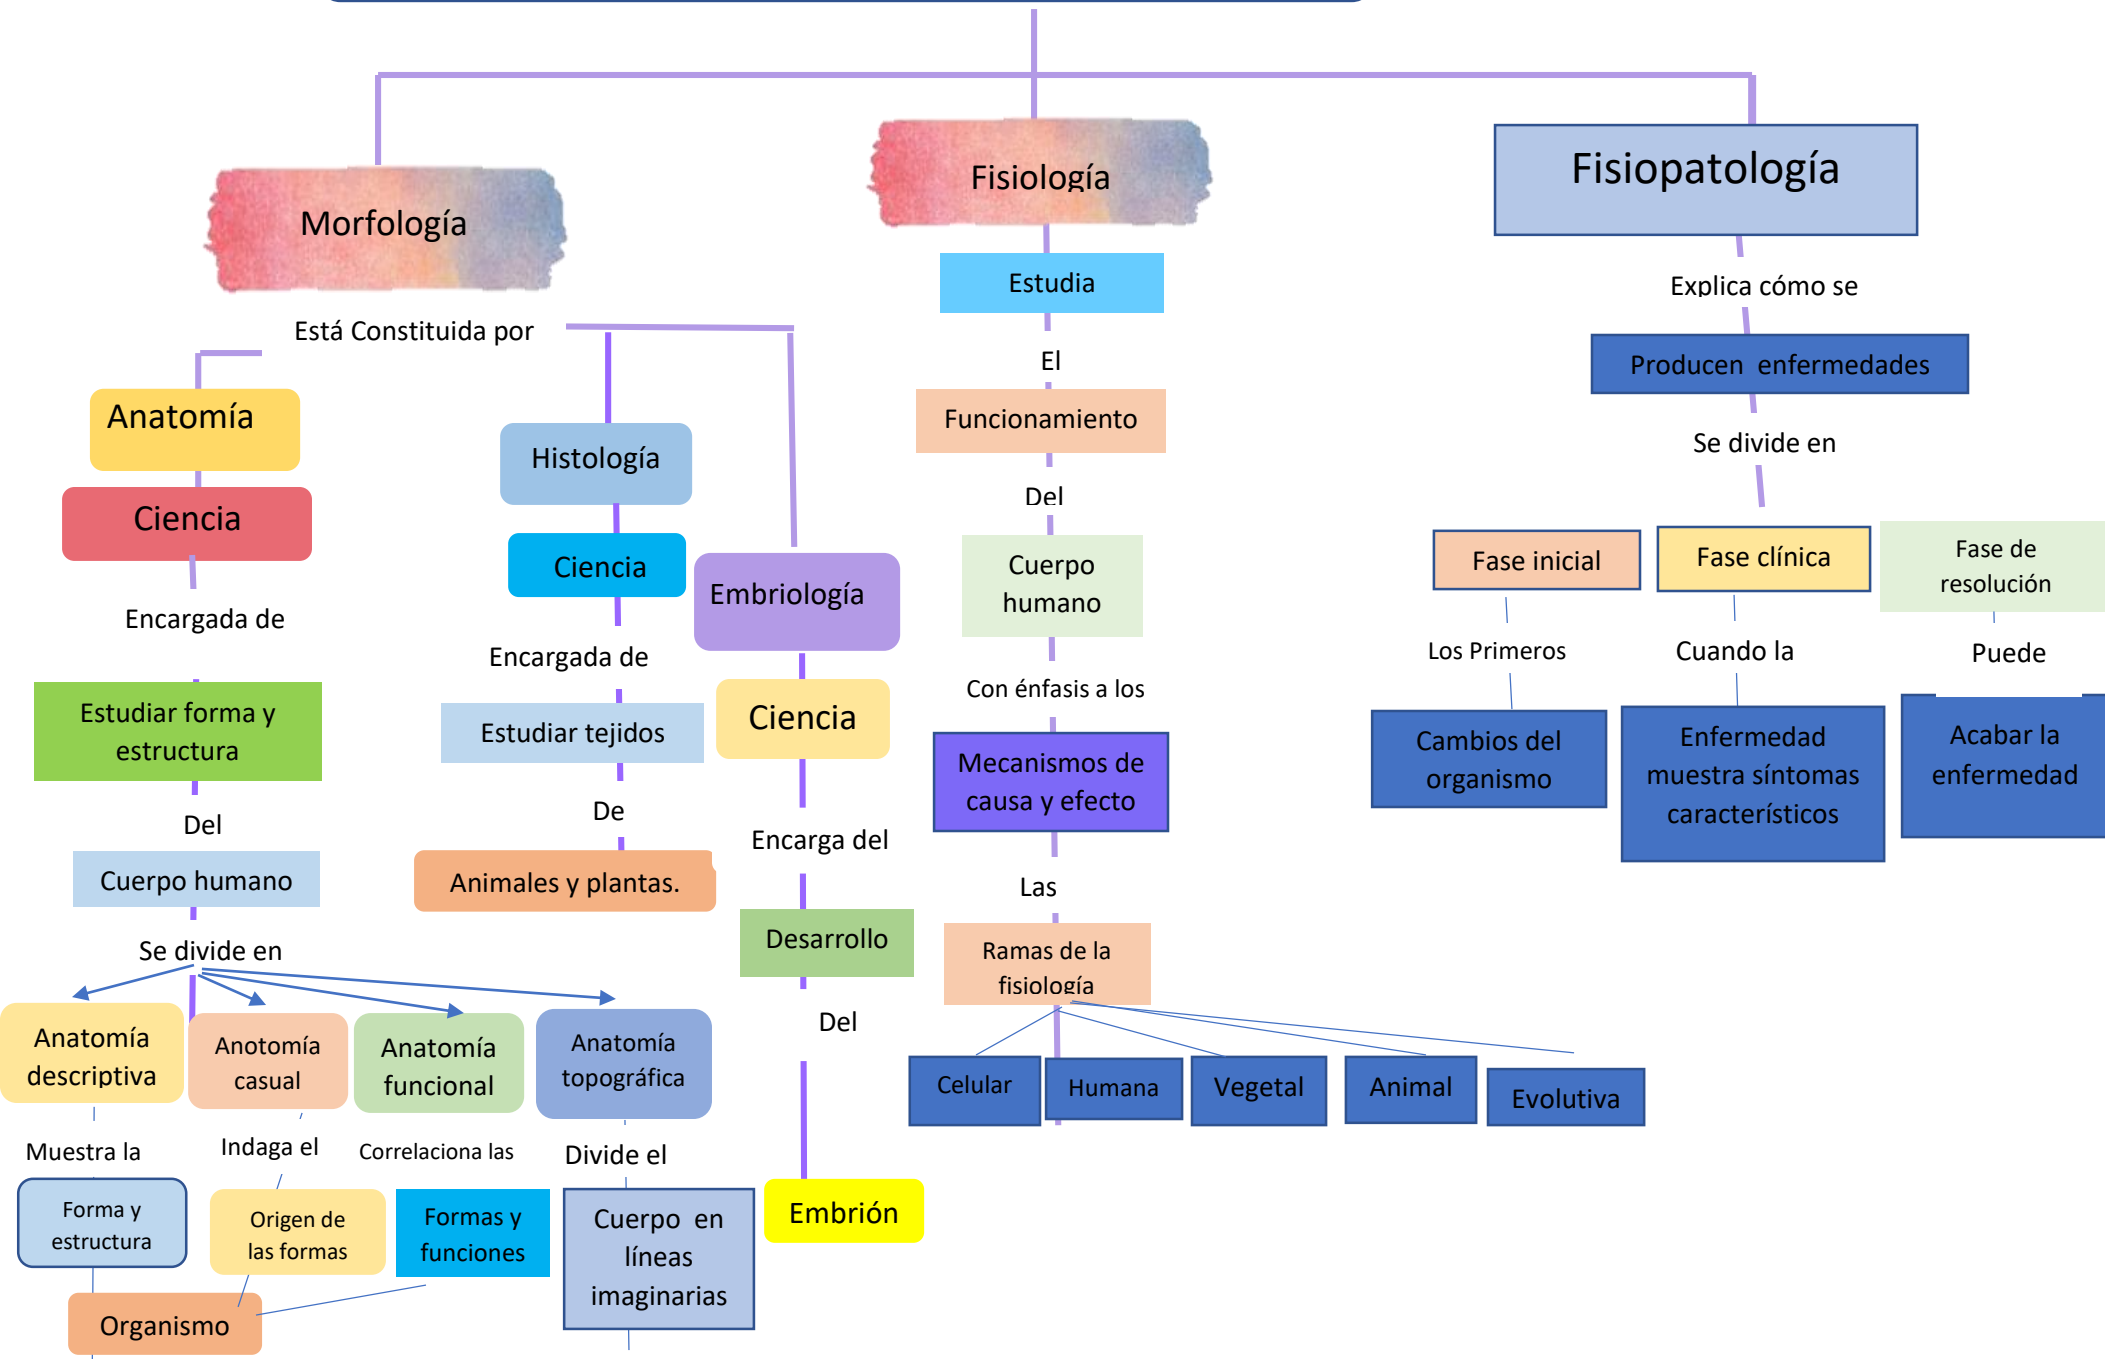 Morfología
Está Constituida por
Anatomía
Ciencia
Encargada de
Estudiar forma y
estructura
Del
Cuerpo humano
Se divide en
Anatomía
descriptiva
Muestra la
Forma y
estructura
Anotomía
casual
Indaga el
Origen de
las formas
Anatomía
funcional
Correlaciona las
Formas y
funciones
Organismo
Anatomía
topográfica
Divide el
Cuerpo en
líneas
imaginarias
Histología
Ciencia
Encargada de
Estudiar tejidos
De
Animales y plantas.
Embriología
Ciencia
Encarga del
Desarrollo
Del
Embrión
Fisiología
Estudia
El
Funcionamiento
Del
Cuerpo
humano
Con énfasis a los
Mecanismos de
causa y efecto
Las
Ramas de la
fisiología
Celular
Humana
Vegetal
Animal
Evolutiva
Fisiopatología
Explica cómo se
Producen enfermedades
Se divide en
Fase inicial
Los Primeros
Cambios del
organismo
Fase clínica
Cuando la
Enfermedad
muestra síntomas
característicos
Fase de
resolución
Puede
Acabar la
enfermedad